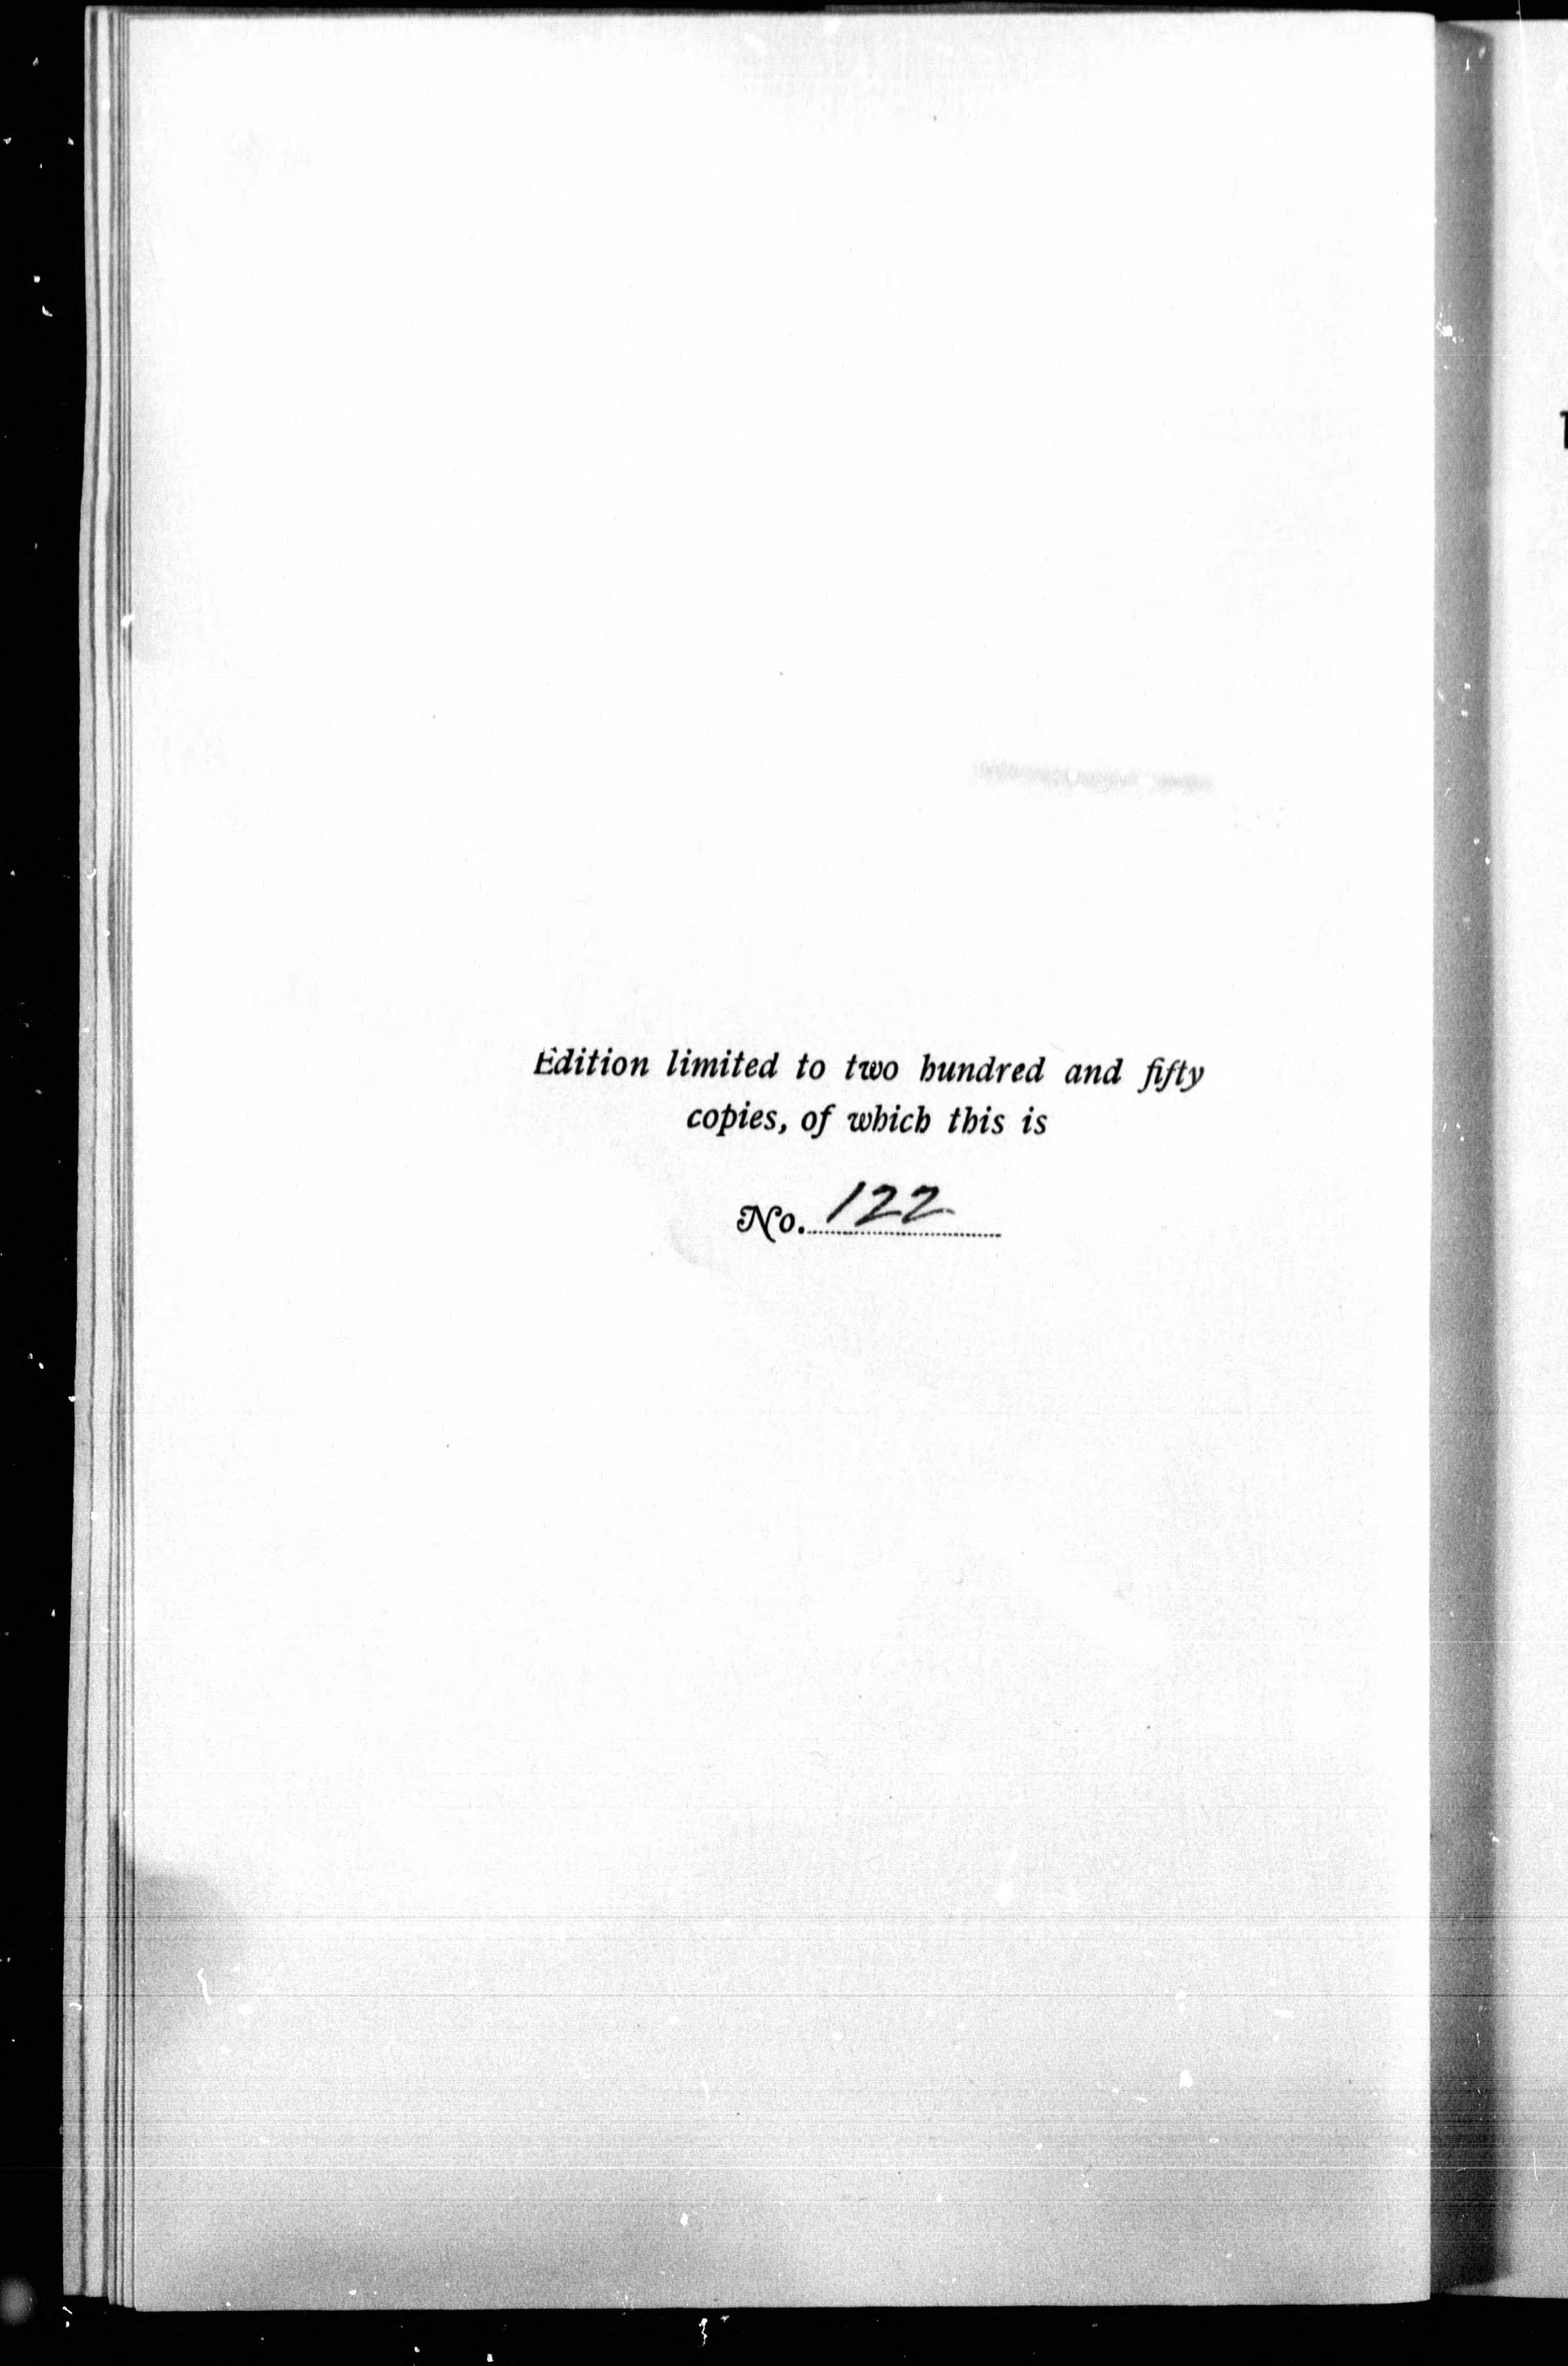 Edition limited to two hundred and fifty
copies, of which this is
No. 122